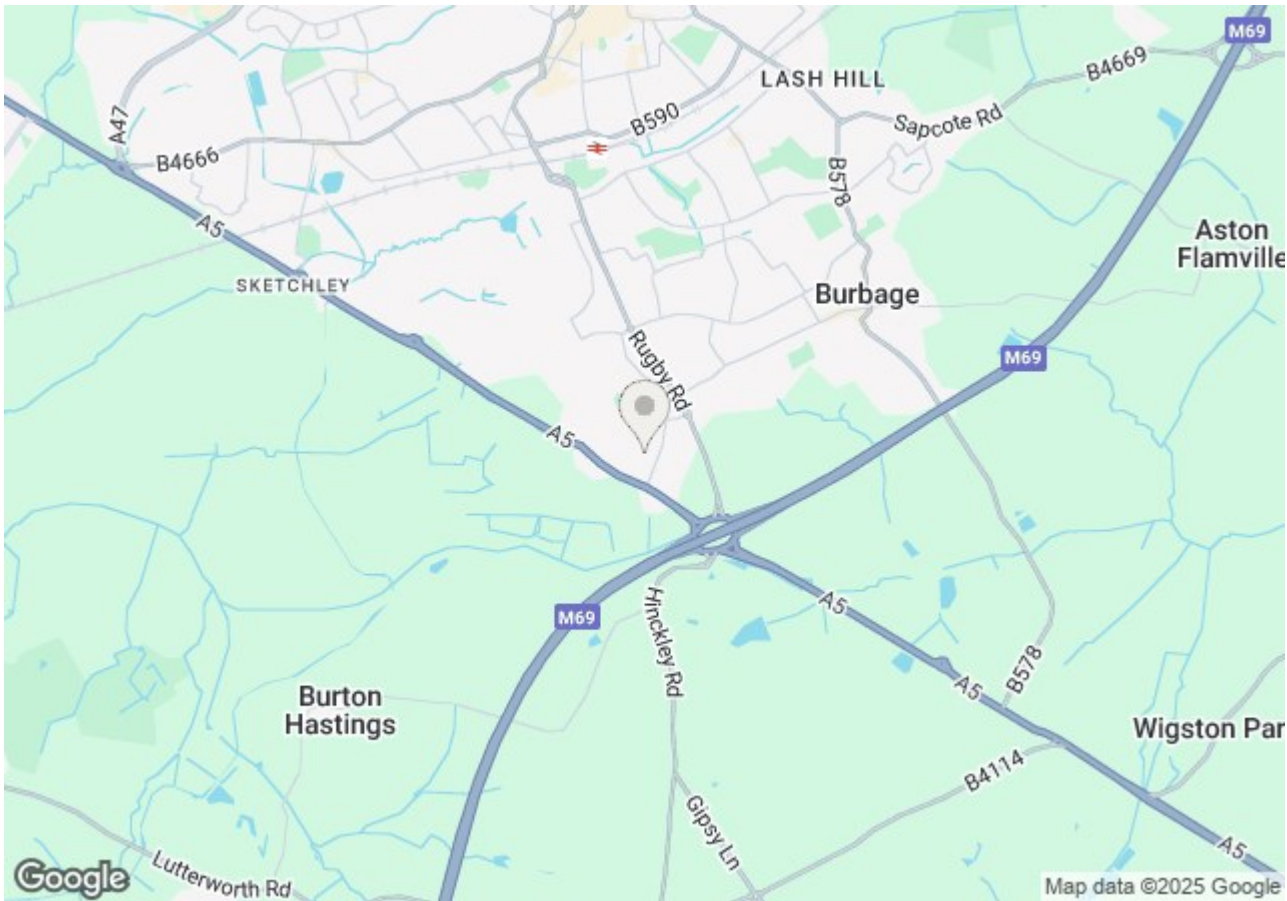 M69
LASH HILL
B4669
A47
B590
Sapcote Rd
B4666
B578
A5
Aston
Flamville
SKETCHLEY
Burbage
Rugby Rd
M69
A5
M69
Hinckley Rd
A5
B578
A5
Burton
Hastings
Wigston Par
B4114
Gipsy Ln
A5
Lutterworth Rd
Google
Map data ©2025 Google